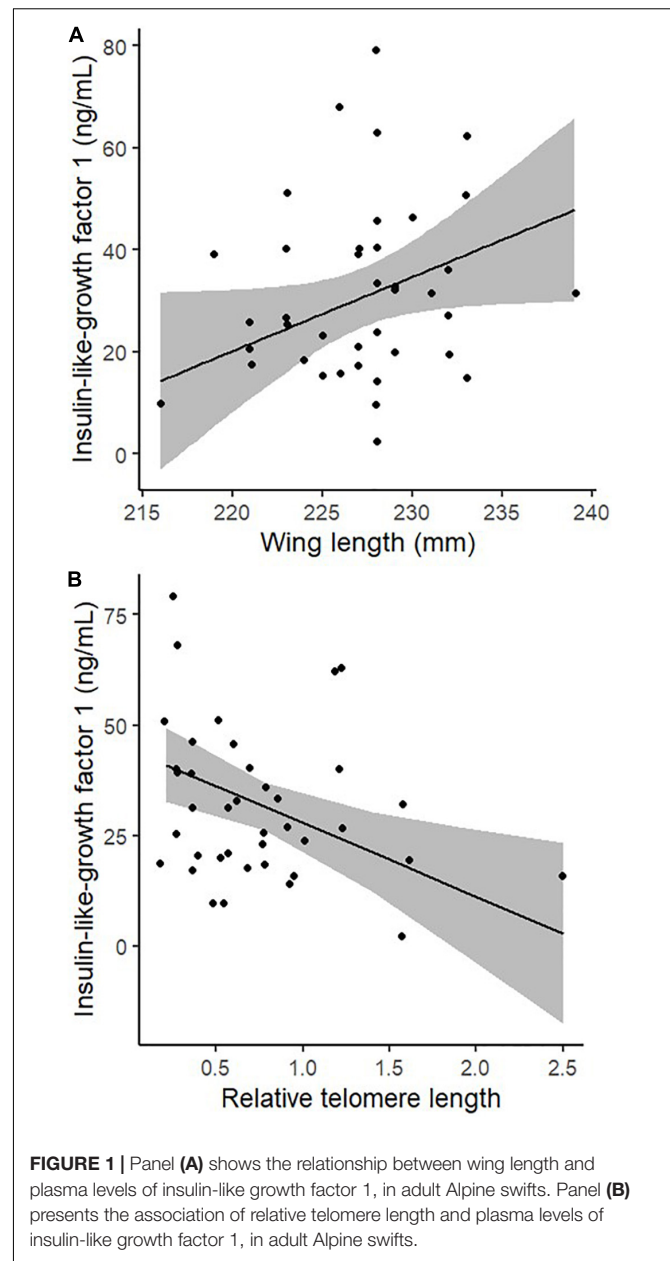 A
Insulin-like-growth factor 1 (ng/mL)
80
60
40
20
0
215 220 225 230 235 240
Wing length (mm)
B
Insulin-like-growth factor 1 (ng/mL)
75
50
25
0
0.5 1.0 1.5 2.0 2.5
Relative telomere length
FIGURE 1 | Panel (A) shows the relationship between wing length and
plasma levels of insulin-like growth factor 1, in adult Alpine swifts. Panel (B)
presents the association of relative telomere length and plasma levels of
insulin-like growth factor 1, in adult Alpine swifts.